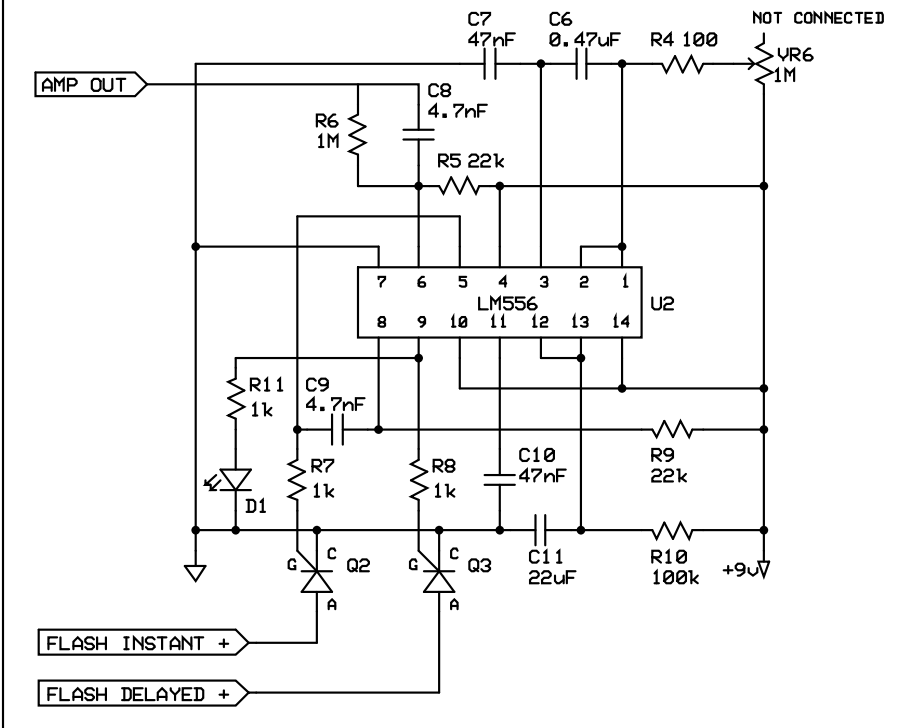 C7
47nF
C6
0.47uF
R4 100
NOT CONNECTED
VR6
1M
AMP OUT
C8
4.7nF
R6
1M
R5 22k
7 6 5 4 3 2 1
LM556
U2
8 9 10 11 12 13 14
R11
1k
C9
4.7nF
R9
22k
C10
47nF
R7
1k
R8
1k
D1
C11
22uF
R10
100k
+9v
G
C
Q2
A
G
C
Q3
A
FLASH INSTANT +
FLASH DELAYED +